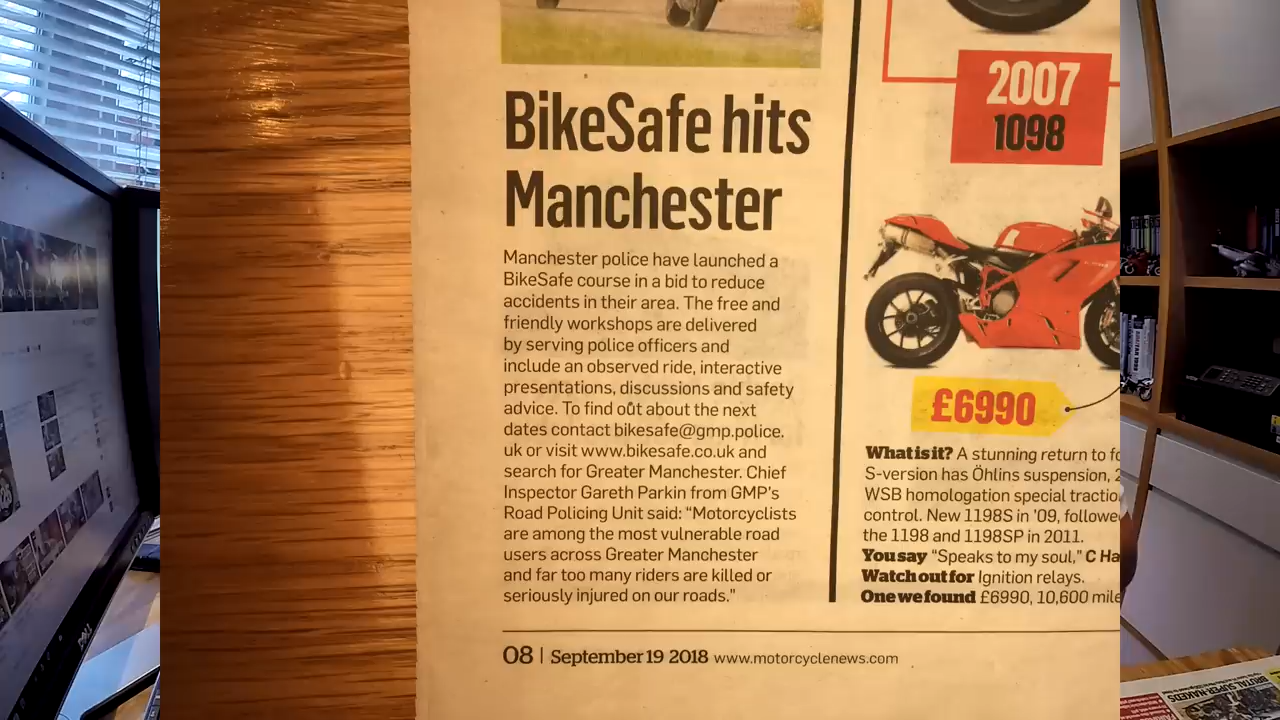 BikeSafe hits
Manchester
Manchester police have launched a
BikeSafe course in a bid to reduce
accidents in their area. The free and
friendly workshops are delivered
by serving police officers and
include an observed ride, interactive
presentations, discussions and safety
advice. To find out about the next
dates contact bikesafe@gmp.police.
uk or visit www.bikesafe.co.uk and
search for Greater Manchester. Chief
Inspector Gareth Parkin from GMP's
Road Policing Unit said: "Motorcyclists
are among the most vulnerable road
users across Greater Manchester
and far too many riders are killed or
seriously injured on our roads."
2007
1098
£6990
What is it? A stunning return to
S-version has Öhlins suspension,
WSB homologation special
control. New 1198S in '09,
the 1198 and 1198SP in 2011.
You say "Speaks to my soul," C
Watch out for Ignition relays.
One we found £6990, 10,600
08 | September 19 2018 www.motorcyclenews.com
DELL
BRUTAL SUPER-NAKEDS